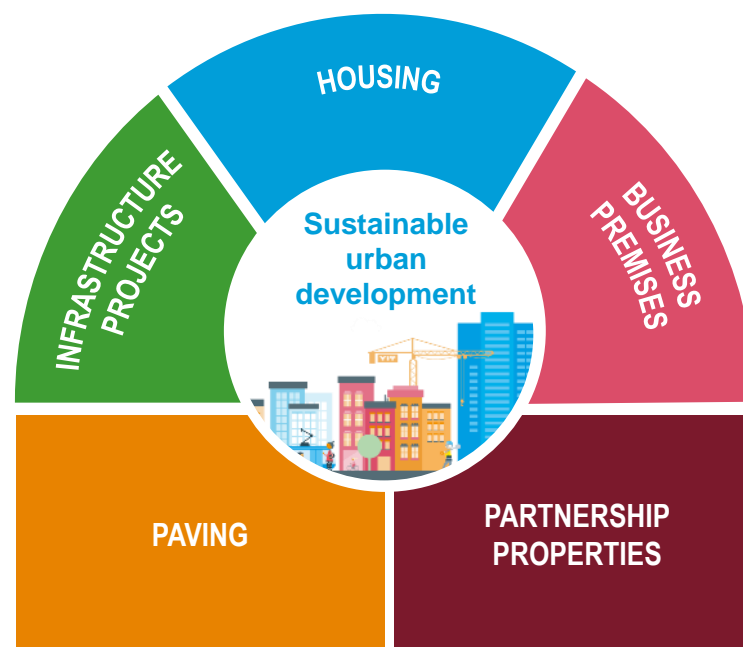 HOUSING
INFRASTRUCTURE
PROJECTS
BUSINESS
PREMISES
Sustainable
urban
development
PAVING
PARTNERSHIP
PROPERTIES